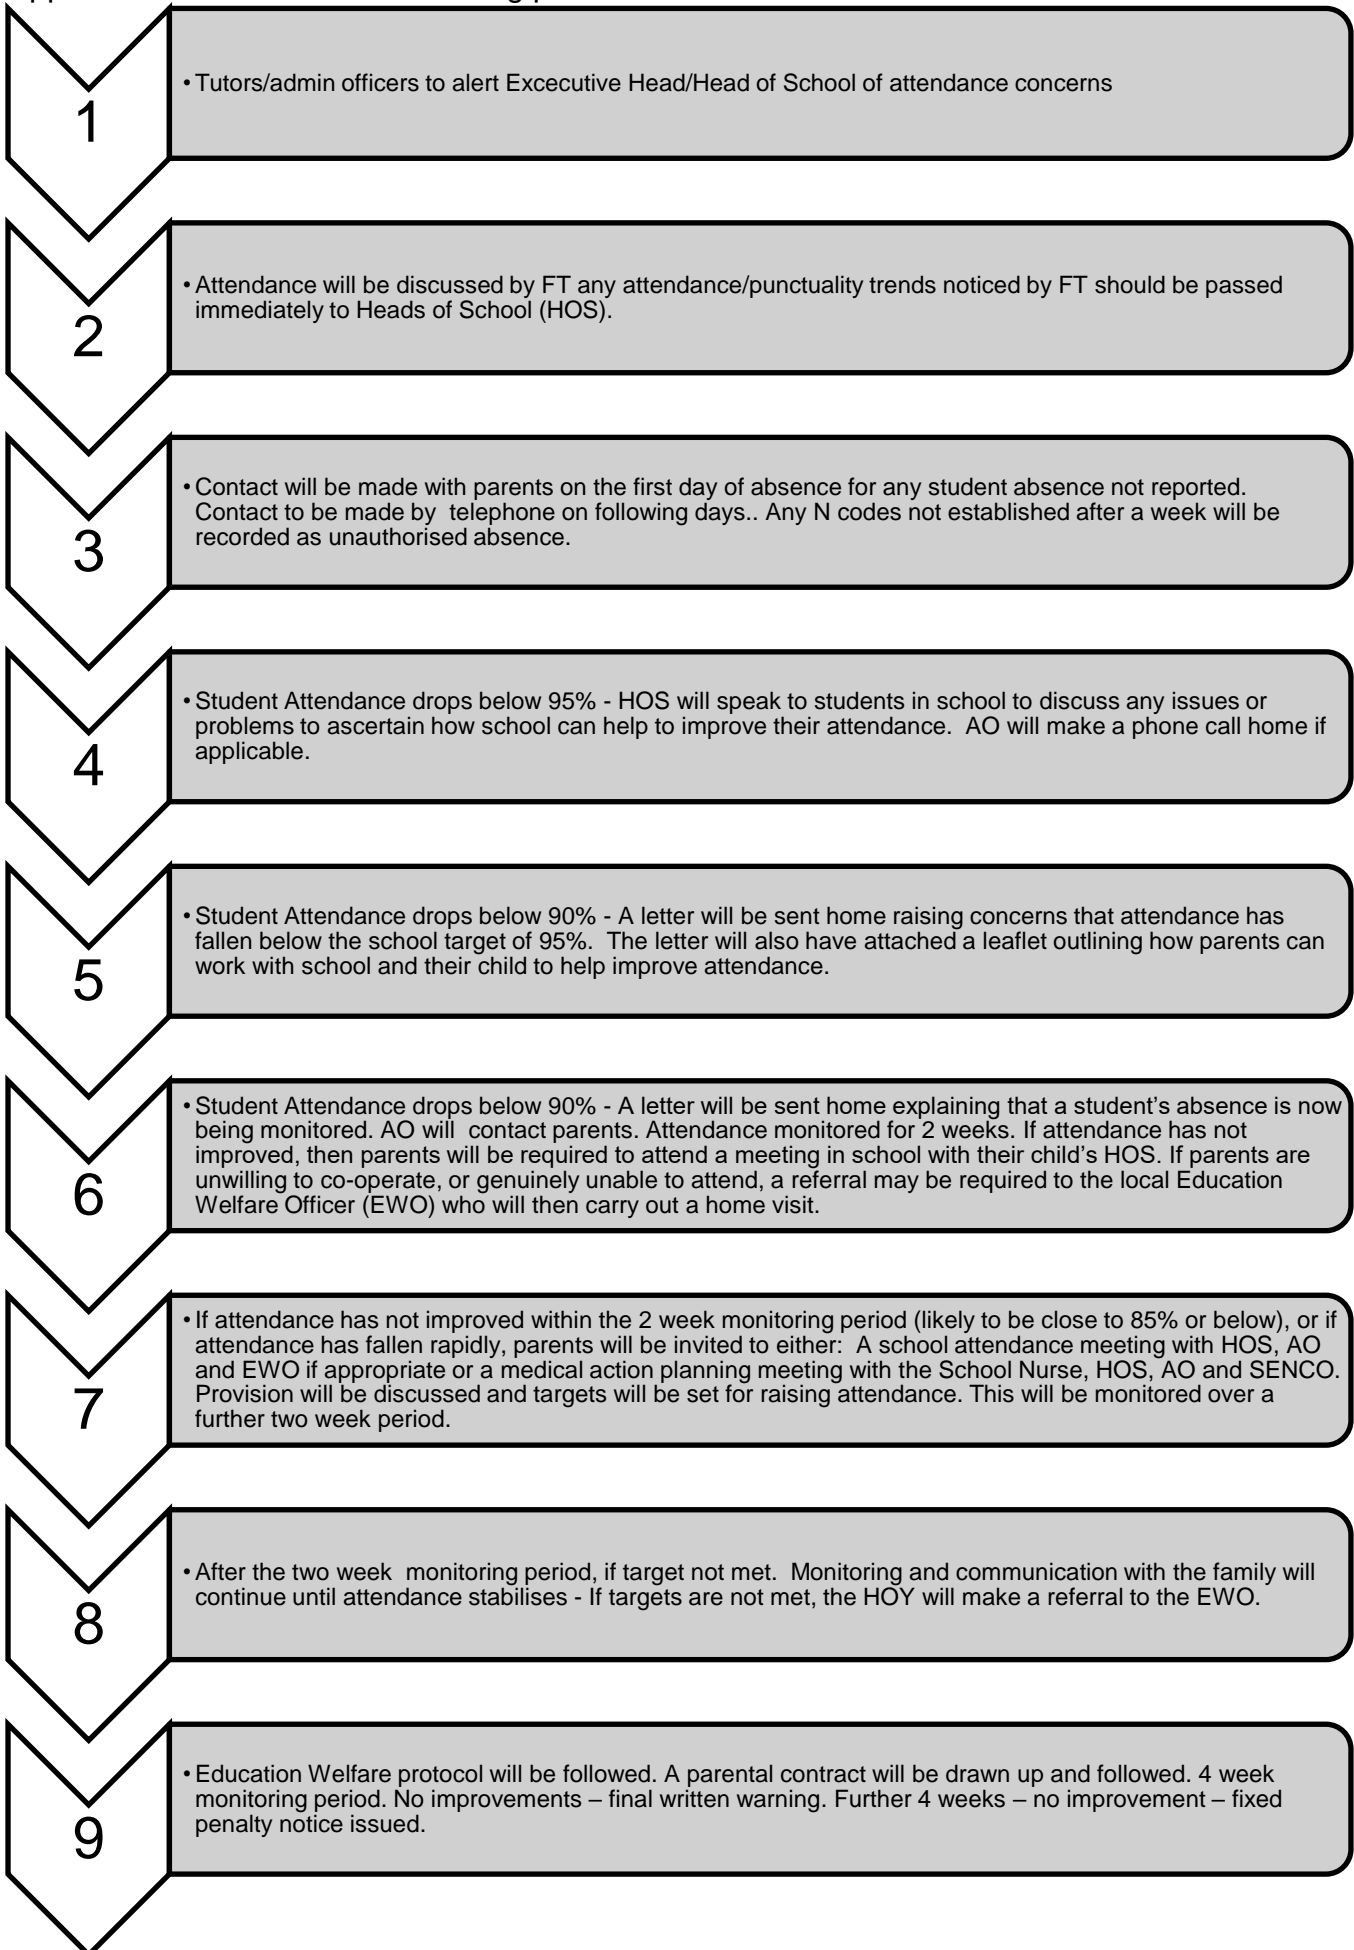 1
• Tutors/admin officers to alert Excecutive Head/Head of School of attendance concerns
2
• Attendance will be discussed by FT any attendance/punctuality trends noticed by FT should be passed
immediately to Heads of School (HOS).
3
• Contact will be made with parents on the first day of absence for any student absence not reported.
Contact to be made by  telephone on following days.. Any N codes not established after a week will be
recorded as unauthorised absence.
4
• Student Attendance drops below 95% - HOS will speak to students in school to discuss any issues or
problems to ascertain how school can help to improve their attendance.  AO will make a phone call home if
applicable.
5
• Student Attendance drops below 90% - A letter will be sent home raising concerns that attendance has
fallen below the school target of 95%.  The letter will also have attached a leaflet outlining how parents can
work with school and their child to help improve attendance.
6
• Student Attendance drops below 90% - A letter will be sent home explaining that a student’s absence is now
being monitored. AO will  contact parents. Attendance monitored for 2 weeks. If attendance has not
improved, then parents will be required to attend a meeting in school with their child’s HOS. If parents are
unwilling to co-operate, or genuinely unable to attend, a referral may be required to the local Education
Welfare Officer (EWO) who will then carry out a home visit.
7
• If attendance has not improved within the 2 week monitoring period (likely to be close to 85% or below), or if
attendance has fallen rapidly, parents will be invited to either:  A school attendance meeting with HOS, AO
and EWO if appropriate or a medical action planning meeting with the School Nurse, HOS, AO and SENCO.
Provision will be discussed and targets will be set for raising attendance. This will be monitored over a
further two week period.
8
• After the two week  monitoring period, if target not met.  Monitoring and communication with the family will
continue until attendance stabilises - If targets are not met, the HOY will make a referral to the EWO.
9
• Education Welfare protocol will be followed. A parental contract will be drawn up and followed. 4 week
monitoring period. No improvements – final written warning. Further 4 weeks – no improvement – fixed
penalty notice issued.